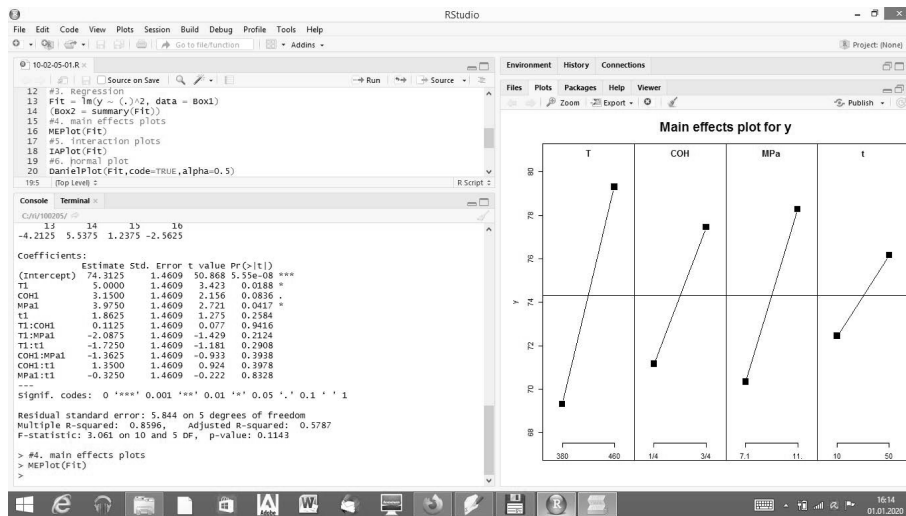 RStudio
File Edit Code View Plots Session Build Debug Profile Tools Help
Go to file/function Addins
Project: (None)
10-02-05-01.R
Source on Save Run Source
12 #3. Regression
13 Fit = lm(y ~ (.)^2, data = Box1)
14 (Box2 = summary(Fit))
15 #4. main effects plots
16 MEPlot(Fit)
17 #5. interaction plots
18 IAPlot(Fit)
19 #6. normal plot
20 DanielPlot(Fit,code=TRUE,alpha=0.5)
19:5 (Top Level) R Script
Console Terminal
C:/r/100205/
13 14 15 16
-4.2125 5.5375 1.2375 -2.5625
Coefficients:
Estimate Std. Error t value Pr(>|t|)
(Intercept) 74.3125 1.4609 50.868 5.55e-08 ***
T1 5.0000 1.4609 3.423 0.0188 *
COH1 3.1500 1.4609 2.156 0.0836 .
MPa1 3.9750 1.4609 2.721 0.0417 *
t1 1.8625 1.4609 1.275 0.2584
T1:COH1 0.1125 1.4609 0.077 0.9416
T1:MPa1 -2.0875 1.4609 -1.429 0.2124
T1:t1 -1.7250 1.4609 -1.181 0.2908
COH1:MPa1 -1.3625 1.4609 -0.933 0.3938
COH1:t1 1.3500 1.4609 0.924 0.3978
MPa1:t1 -0.3250 1.4609 -0.222 0.8328
---
Signif. codes: 0 '***' 0.001 '**' 0.01 '*' 0.05 '.' 0.1 ' ' 1
Residual standard error: 5.844 on 5 degrees of freedom
Multiple R-squared: 0.8596, Adjusted R-squared: 0.5787
F-statistic: 3.061 on 10 and 5 DF, p-value: 0.1143
> #4. main effects plots
> MEPlot(Fit)
>
Environment History Connections
Files Plots Packages Help Viewer
Zoom Export Publish
Main effects plot for y
T COH MPa t
80
78
76
74
72
70
68
y
380 460 1/4 3/4 7.1 11. 10 50
Adobe
16:14
01.01.2020